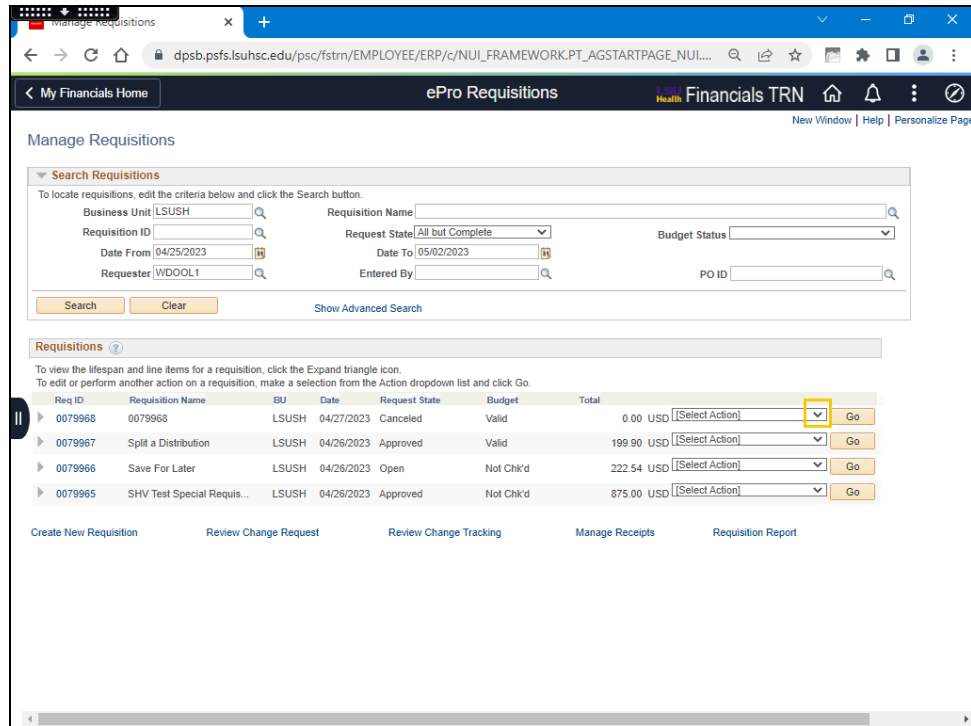 Manage Requisitions
dpsb.psfs.lsuhsc.edu/psc/fstrn/EMPLOYEE/ERP/c/NUI_FRAMEWORK.PT_AGSTARTPAGE_NUI....
My Financials Home ePro Requisitions LSU Health Financials TRN
New Window | Help | Personalize Page
Manage Requisitions
Search Requisitions
To locate requisitions, edit the criteria below and click the Search button.
Business Unit LSUSH Requisition Name
Requisition ID Request State All but Complete Budget Status
Date From 04/25/2023 Date To 05/02/2023
Requester WDOOL1 Entered By PO ID
Search Clear Show Advanced Search
Requisitions
To view the lifespan and line items for a requisition, click the Expand triangle icon.
To edit or perform another action on a requisition, make a selection from the Action dropdown list and click Go.
Req ID Requisition Name BU Date Request State Budget Total
0079968 0079968 LSUSH 04/27/2023 Canceled Valid 0.00 USD [Select Action] Go
0079967 Split a Distribution LSUSH 04/26/2023 Approved Valid 199.90 USD [Select Action] Go
0079966 Save For Later LSUSH 04/26/2023 Open Not Chk'd 222.54 USD [Select Action] Go
0079965 SHV Test Special Requis... LSUSH 04/26/2023 Approved Not Chk'd 875.00 USD [Select Action] Go
Create New Requisition Review Change Request Review Change Tracking Manage Receipts Requisition Report